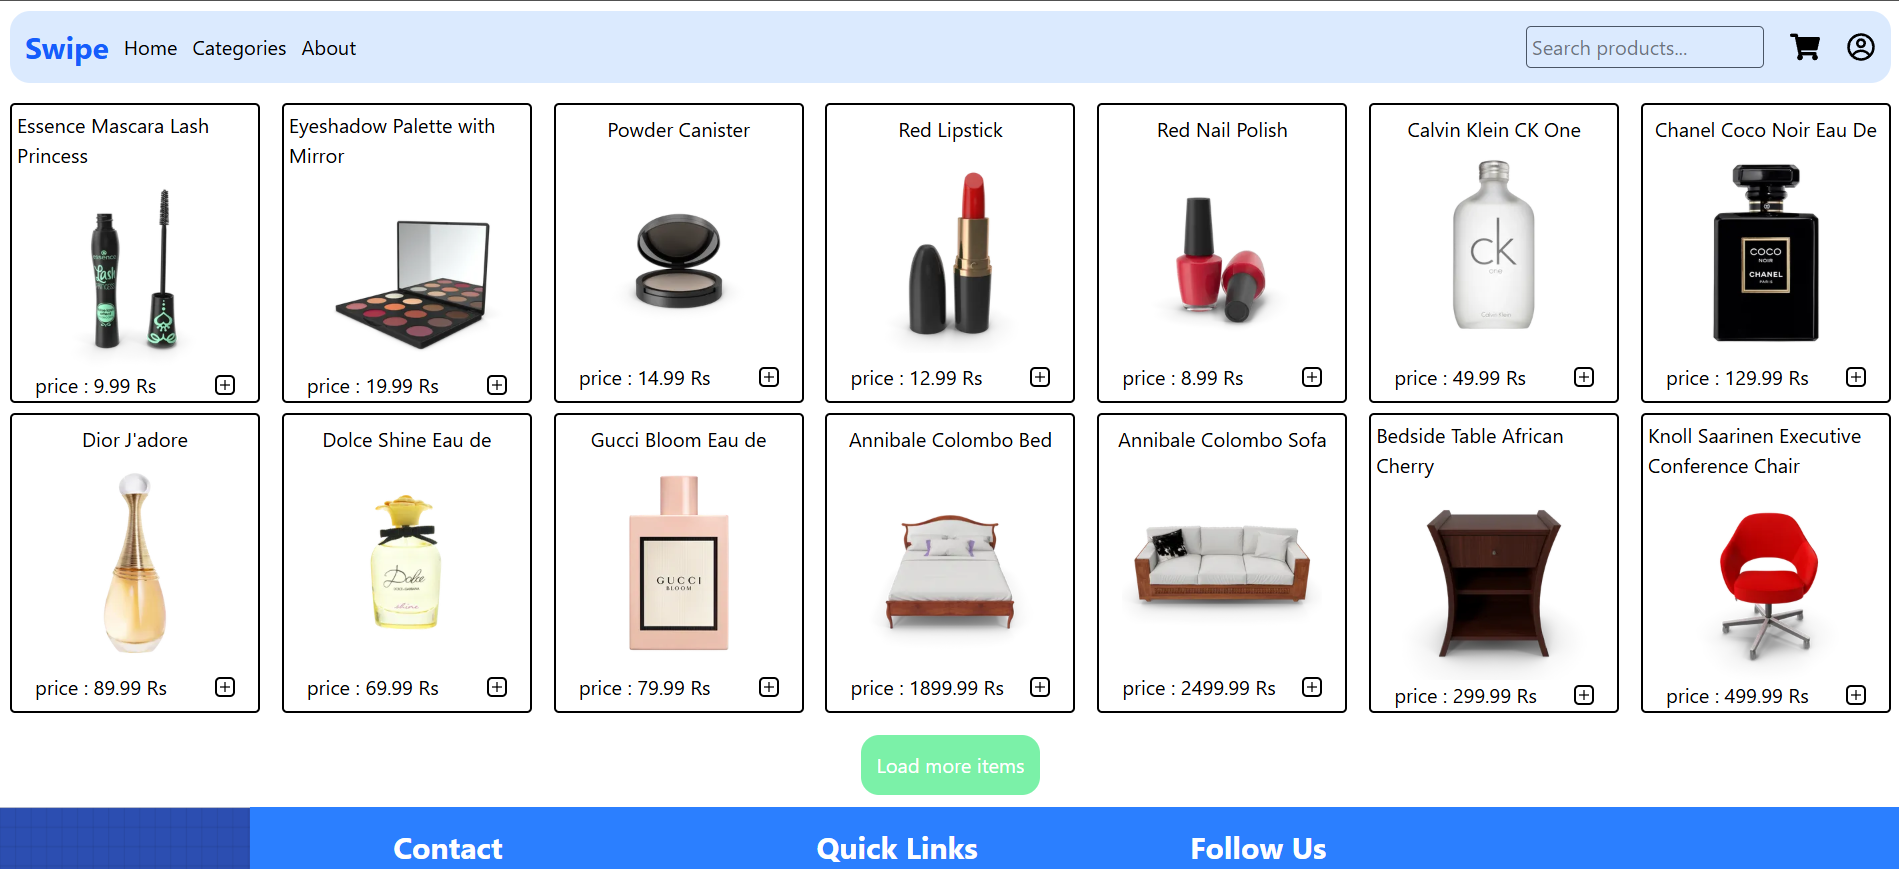 Swipe Home Categories About Search products...
Essence Mascara Lash
Princess
essence
Lash
PRINCESS
price : 9.99 Rs
Eyeshadow Palette with
Mirror
price : 19.99 Rs
Powder Canister
price : 14.99 Rs
Red Lipstick
price : 12.99 Rs
Red Nail Polish
price : 8.99 Rs
Calvin Klein CK One
ck
one
Calvin Klein
price : 49.99 Rs
Chanel Coco Noir Eau De
COCO
NOIR
CHANEL
PARIS
price : 129.99 Rs
Dior J'adore
price : 89.99 Rs
Dolce Shine Eau de
Dolce
shine
price : 69.99 Rs
Gucci Bloom Eau de
GUCCI
BLOOM
price : 79.99 Rs
Annibale Colombo Bed
price : 1899.99 Rs
Annibale Colombo Sofa
price : 2499.99 Rs
Bedside Table African
Cherry
price : 299.99 Rs
Knoll Saarinen Executive
Conference Chair
price : 499.99 Rs
Load more items
Contact Quick Links Follow Us